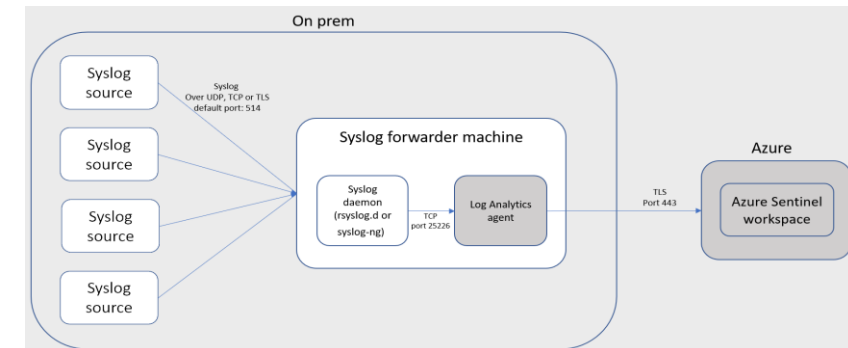 On prem
Syslog
source
Syslog
Over UDP, TCP or TLS
default port: 514
Syslog
source
Syslog
source
Syslog
source
Syslog forwarder machine
Syslog
daemon
(rsyslog.d or
syslog-ng)
TCP
port 25226
Log Analytics
agent
TLS
Port 443
Azure
Azure Sentinel
workspace